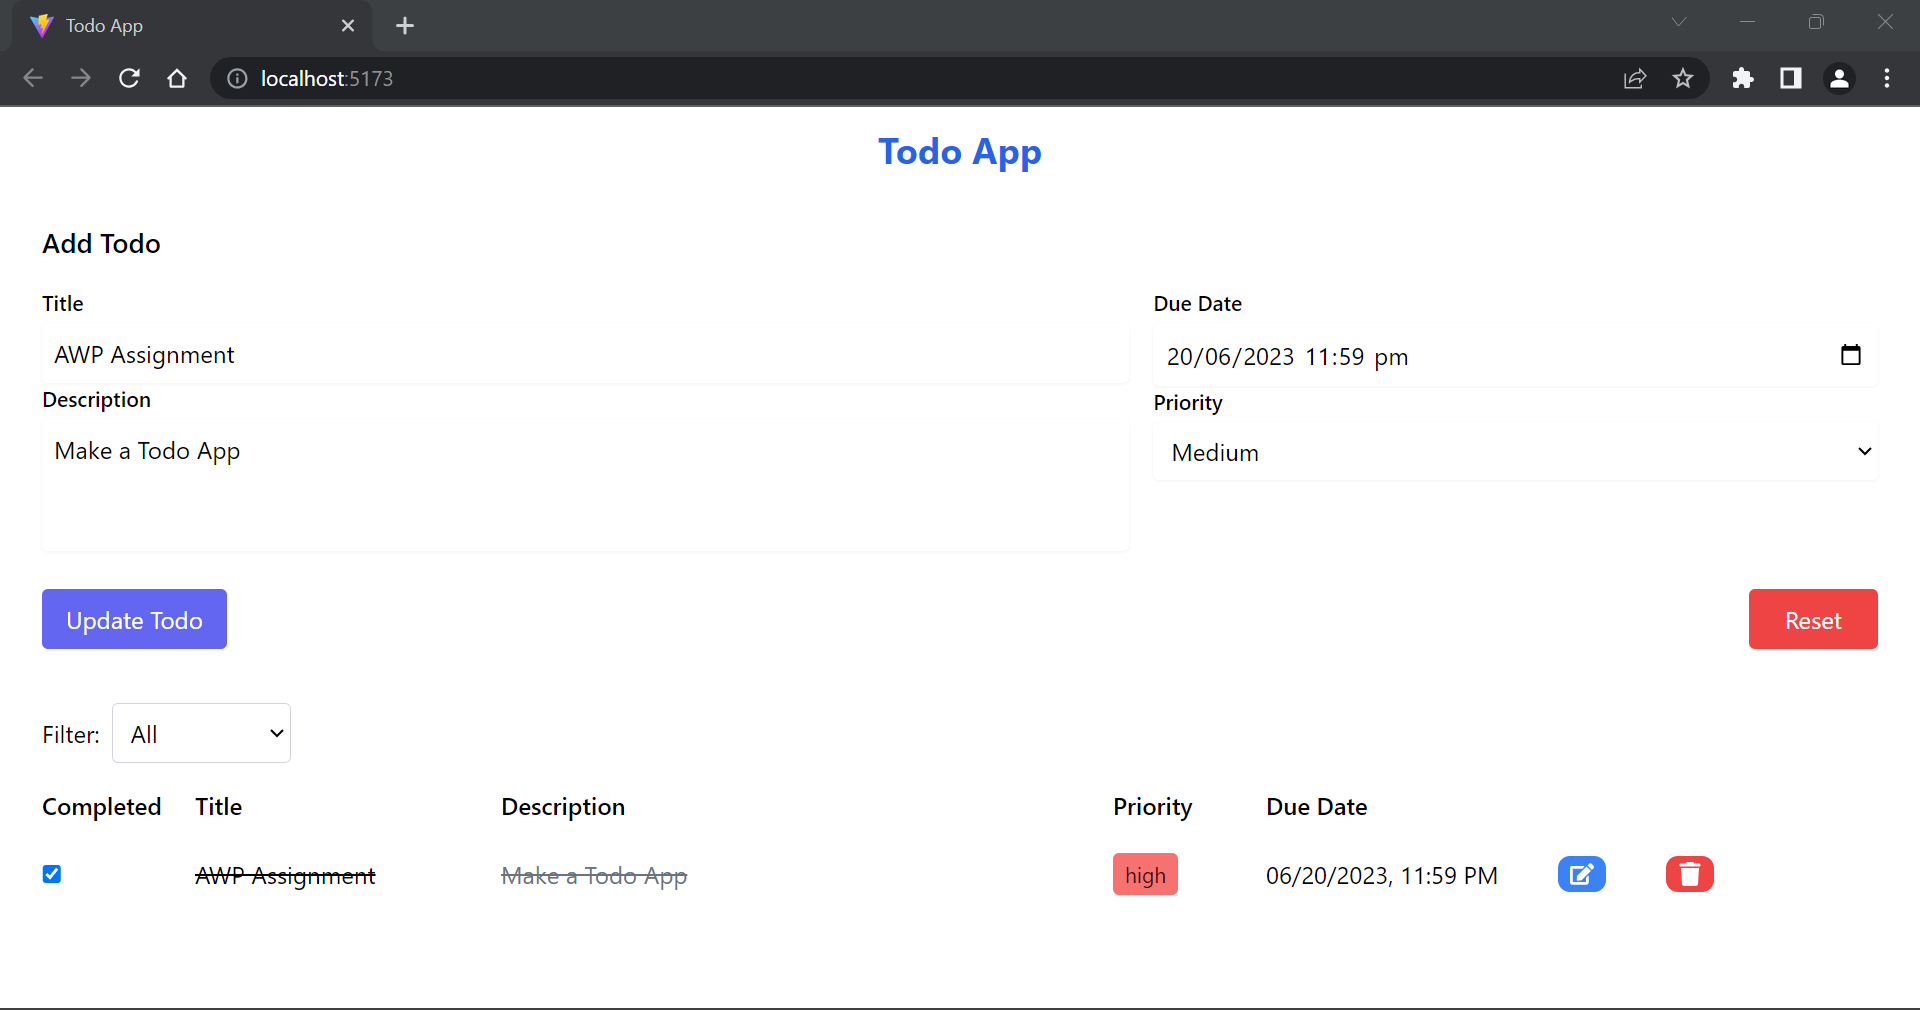 Todo App
localhost:5173
Todo App
Add Todo
Title
Due Date
AWP Assignment
20/06/2023 11:59 pm
Description
Priority
Make a Todo App
Medium
Update Todo
Reset
Filter: All
Completed Title Description Priority Due Date
AWP Assignment Make a Todo App high 06/20/2023, 11:59 PM